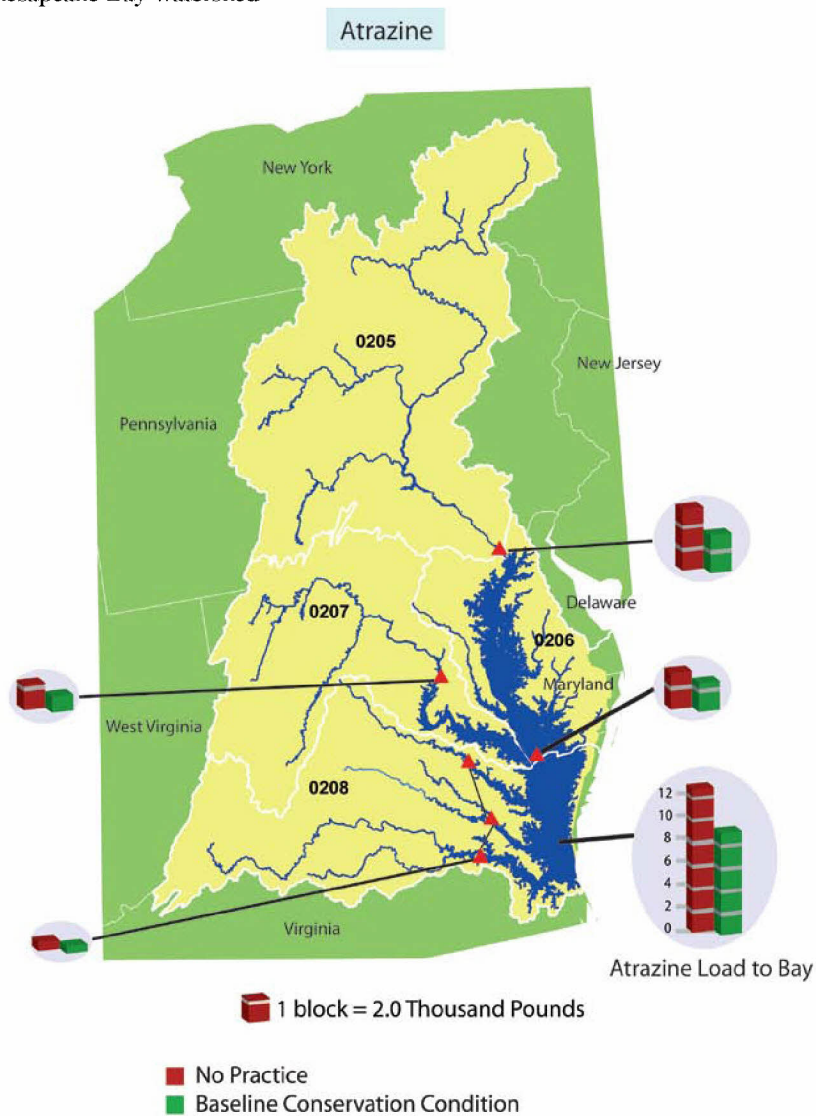 Atrazine
New York
0205
New Jersey
Pennsylvania
Delaware
0207
0206
Maryland
West Virginia
0208
12
10
8
6
4
2
0
Virginia
Atrazine Load to Bay
1 block = 2.0 Thousand Pounds
No Practice
Baseline Conservation Condition